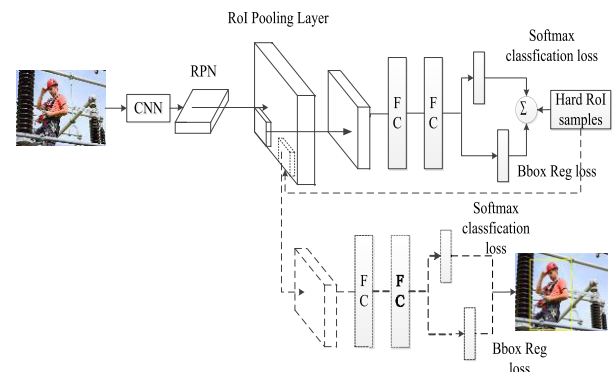 RoI Pooling Layer
RPN
CNN
F
C
F
C
Softmax
classfication loss
Σ
Hard RoI
samples
Bbox Reg loss
Softmax
classfication
loss
F
C
F
C
Bbox Reg
loss